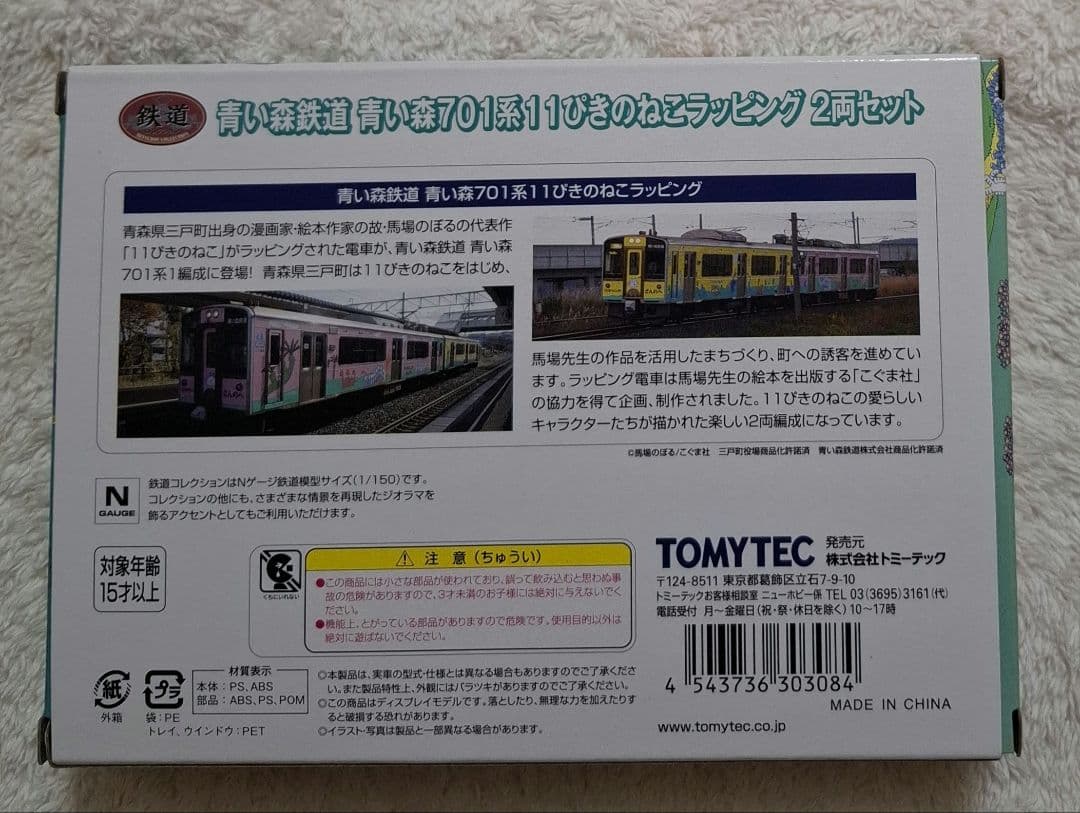 鉄道
青い森鉄道 青い森701系11ぴきのねこラッピング 2両セット
青い森鉄道 青い森701系11ぴきのねこラッピング
青森県三戸町出身の漫画家・絵本作家の故・馬場のぼるの代表作
「11ぴきのねこ」がラッピングされた電車が、青い森鉄道 青い森
701系1編成に登場! 青森県三戸町は11ぴきのねこをはじめ、
馬場先生の作品を活用したまちづくり、町への誘客を進めてい
ます。ラッピング電車は馬場先生の絵本を出版する「こぐま社」
の協力を得て企画、制作されました。11ぴきのねこの愛らしい
キャラクターたちが描かれた楽しい2両編成になっています。
©馬場のぼる/こぐま社 三戸町役場商品化許諾済 青い森鉄道株式会社商品化許諾済
N
GAUGE
鉄道コレクションはNゲージ鉄道模型サイズ(1/150)です。
コレクションの他にも、さまざまな情景を再現したジオラマを
飾るアクセントとしてもご利用いただけます。
対象年齢
15才以上
くちにいれない
⚠ 注 意(ちゅうい)
●この商品には小さな部品が使われており、誤って飲み込むと思わぬ事
故の危険がありますので、3才未満のお子様には絶対に与えないでく
ださい。
●機能上、とがっている部品がありますので危険です。使用目的以外は
絶対に遊ばないでください。
TOMYTEC
発売元
株式会社トミーテック
〒124-8511 東京都葛飾区立石7-9-10
トミーテックお客様相談室 ニューホビー係 TEL 03(3695)3161(代)
電話受付 月〜金曜日(祝・祭・休日を除く)10〜17時
4 543736 303084
MADE IN CHINA
www.tomytec.co.jp
紙
外箱
プラ
袋:PE
トレイ、ウインドウ:PET
材質表示
本体:PS、ABS
部品:ABS、PS、POM
◎本製品は、実車の型式・仕様とは異なる場合もありますのでご了承くださ
い。また製品特性上、外観にはバラツキがありますのでご了承ください。
◎この商品はディスプレイモデルです。落としたり、無理な力を加えたりす
ると破損する恐れがあります。
◎イラスト・写真は製品と一部異なる場合があります。